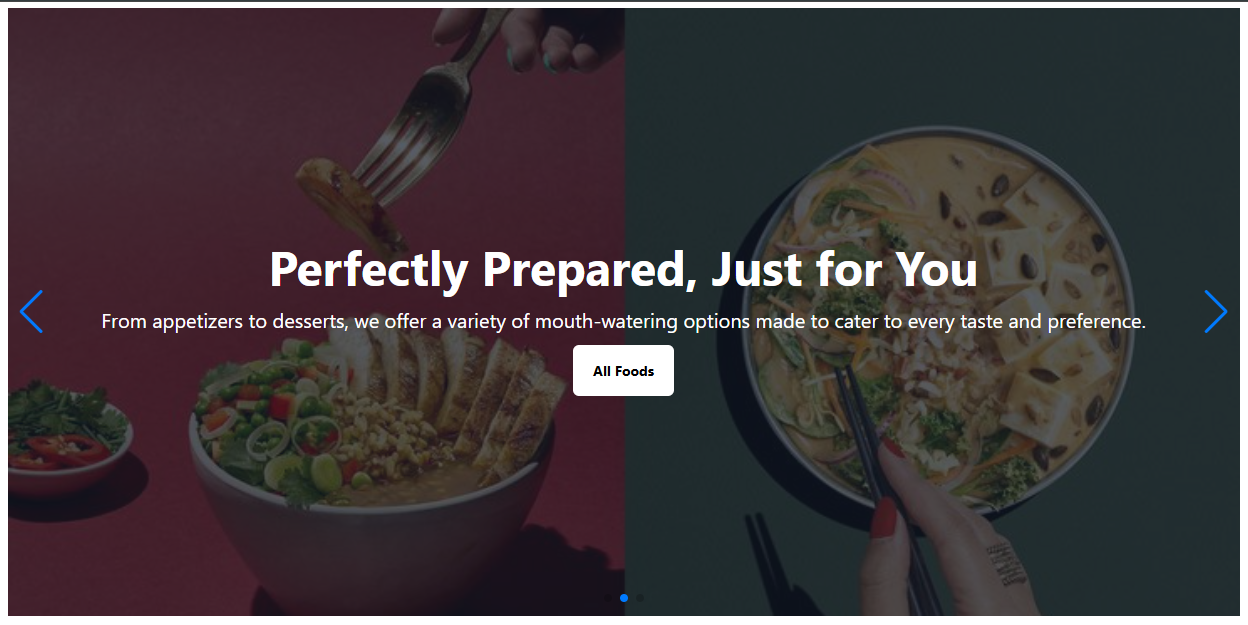 Perfectly Prepared, Just for You
From appetizers to desserts, we offer a variety of mouth-watering options made to cater to every taste and preference.
All Foods